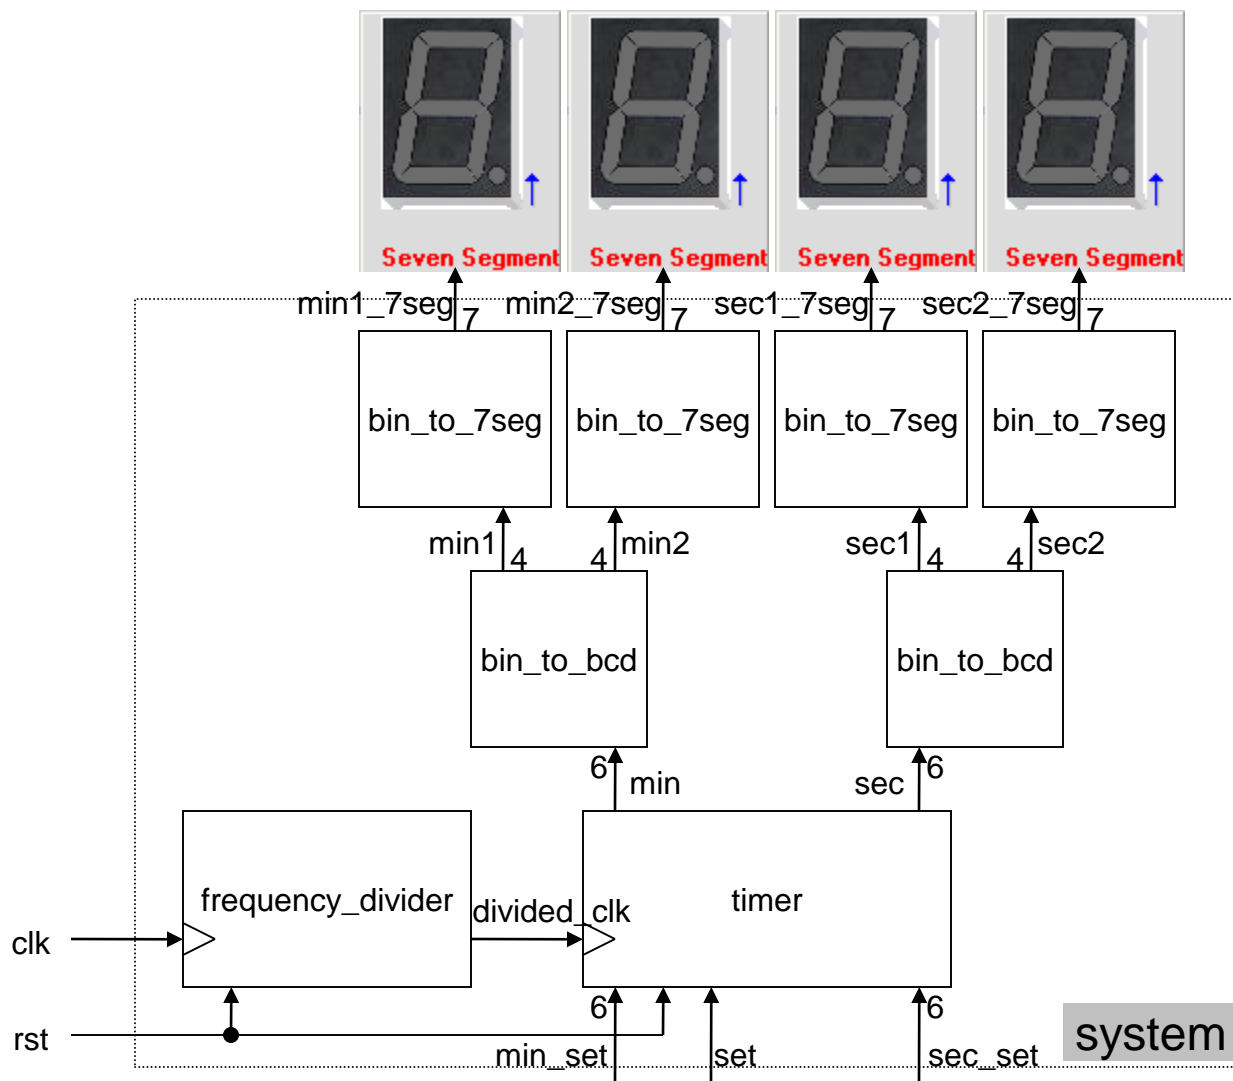 Seven Segment
Seven Segment
Seven Segment
Seven Segment
min1_7seg
7
min2_7seg
7
sec1_7seg
7
sec2_7seg
7
bin_to_7seg
bin_to_7seg
bin_to_7seg
bin_to_7seg
min1
4
4
min2
sec1
4
4
sec2
bin_to_bcd
bin_to_bcd
6
min
sec
6
frequency_divider
divided_clk
timer
clk
rst
6
min_set
set
6
sec_set
system